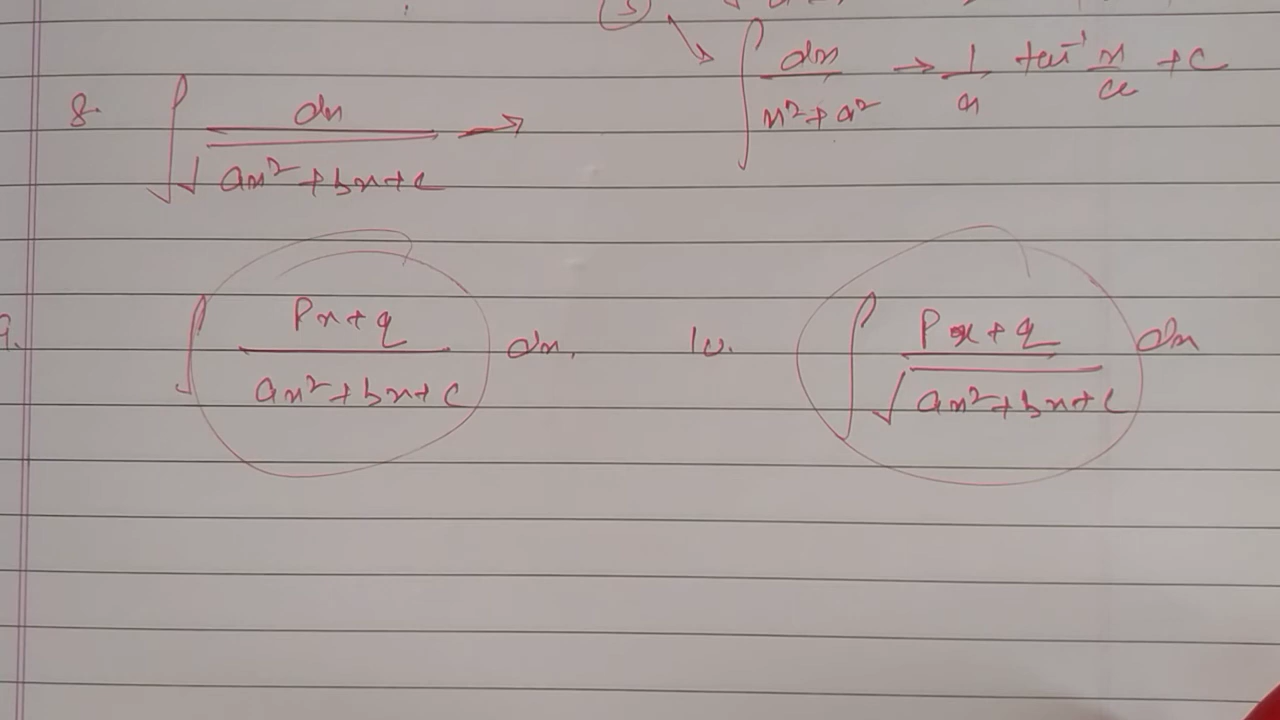 (3)
∫ dx / (x² + a²) → 1/a tan⁻¹ x/a + c
8. ∫ dx / √(ax² + bx + c) →
9. ∫ (Px + q) / (ax² + bx + c) dx, 10. ∫ (Px + q) / √(ax² + bx + c) dx